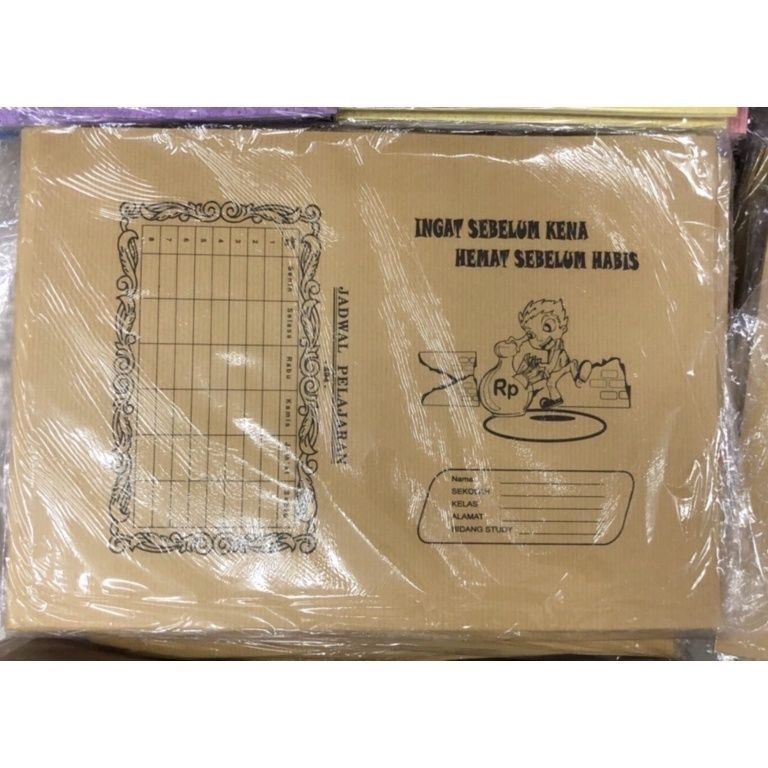 INGAT SEBELUM KENA
HEMAT SEBELUM HABIS
Rp
Nama
SEKOLAH
KELAS
ALAMAT
BIDANG STUDY
JADWAL PELAJARAN
Senin Selasa Rabu Kamis
1
2
3
4
5
6
7
8